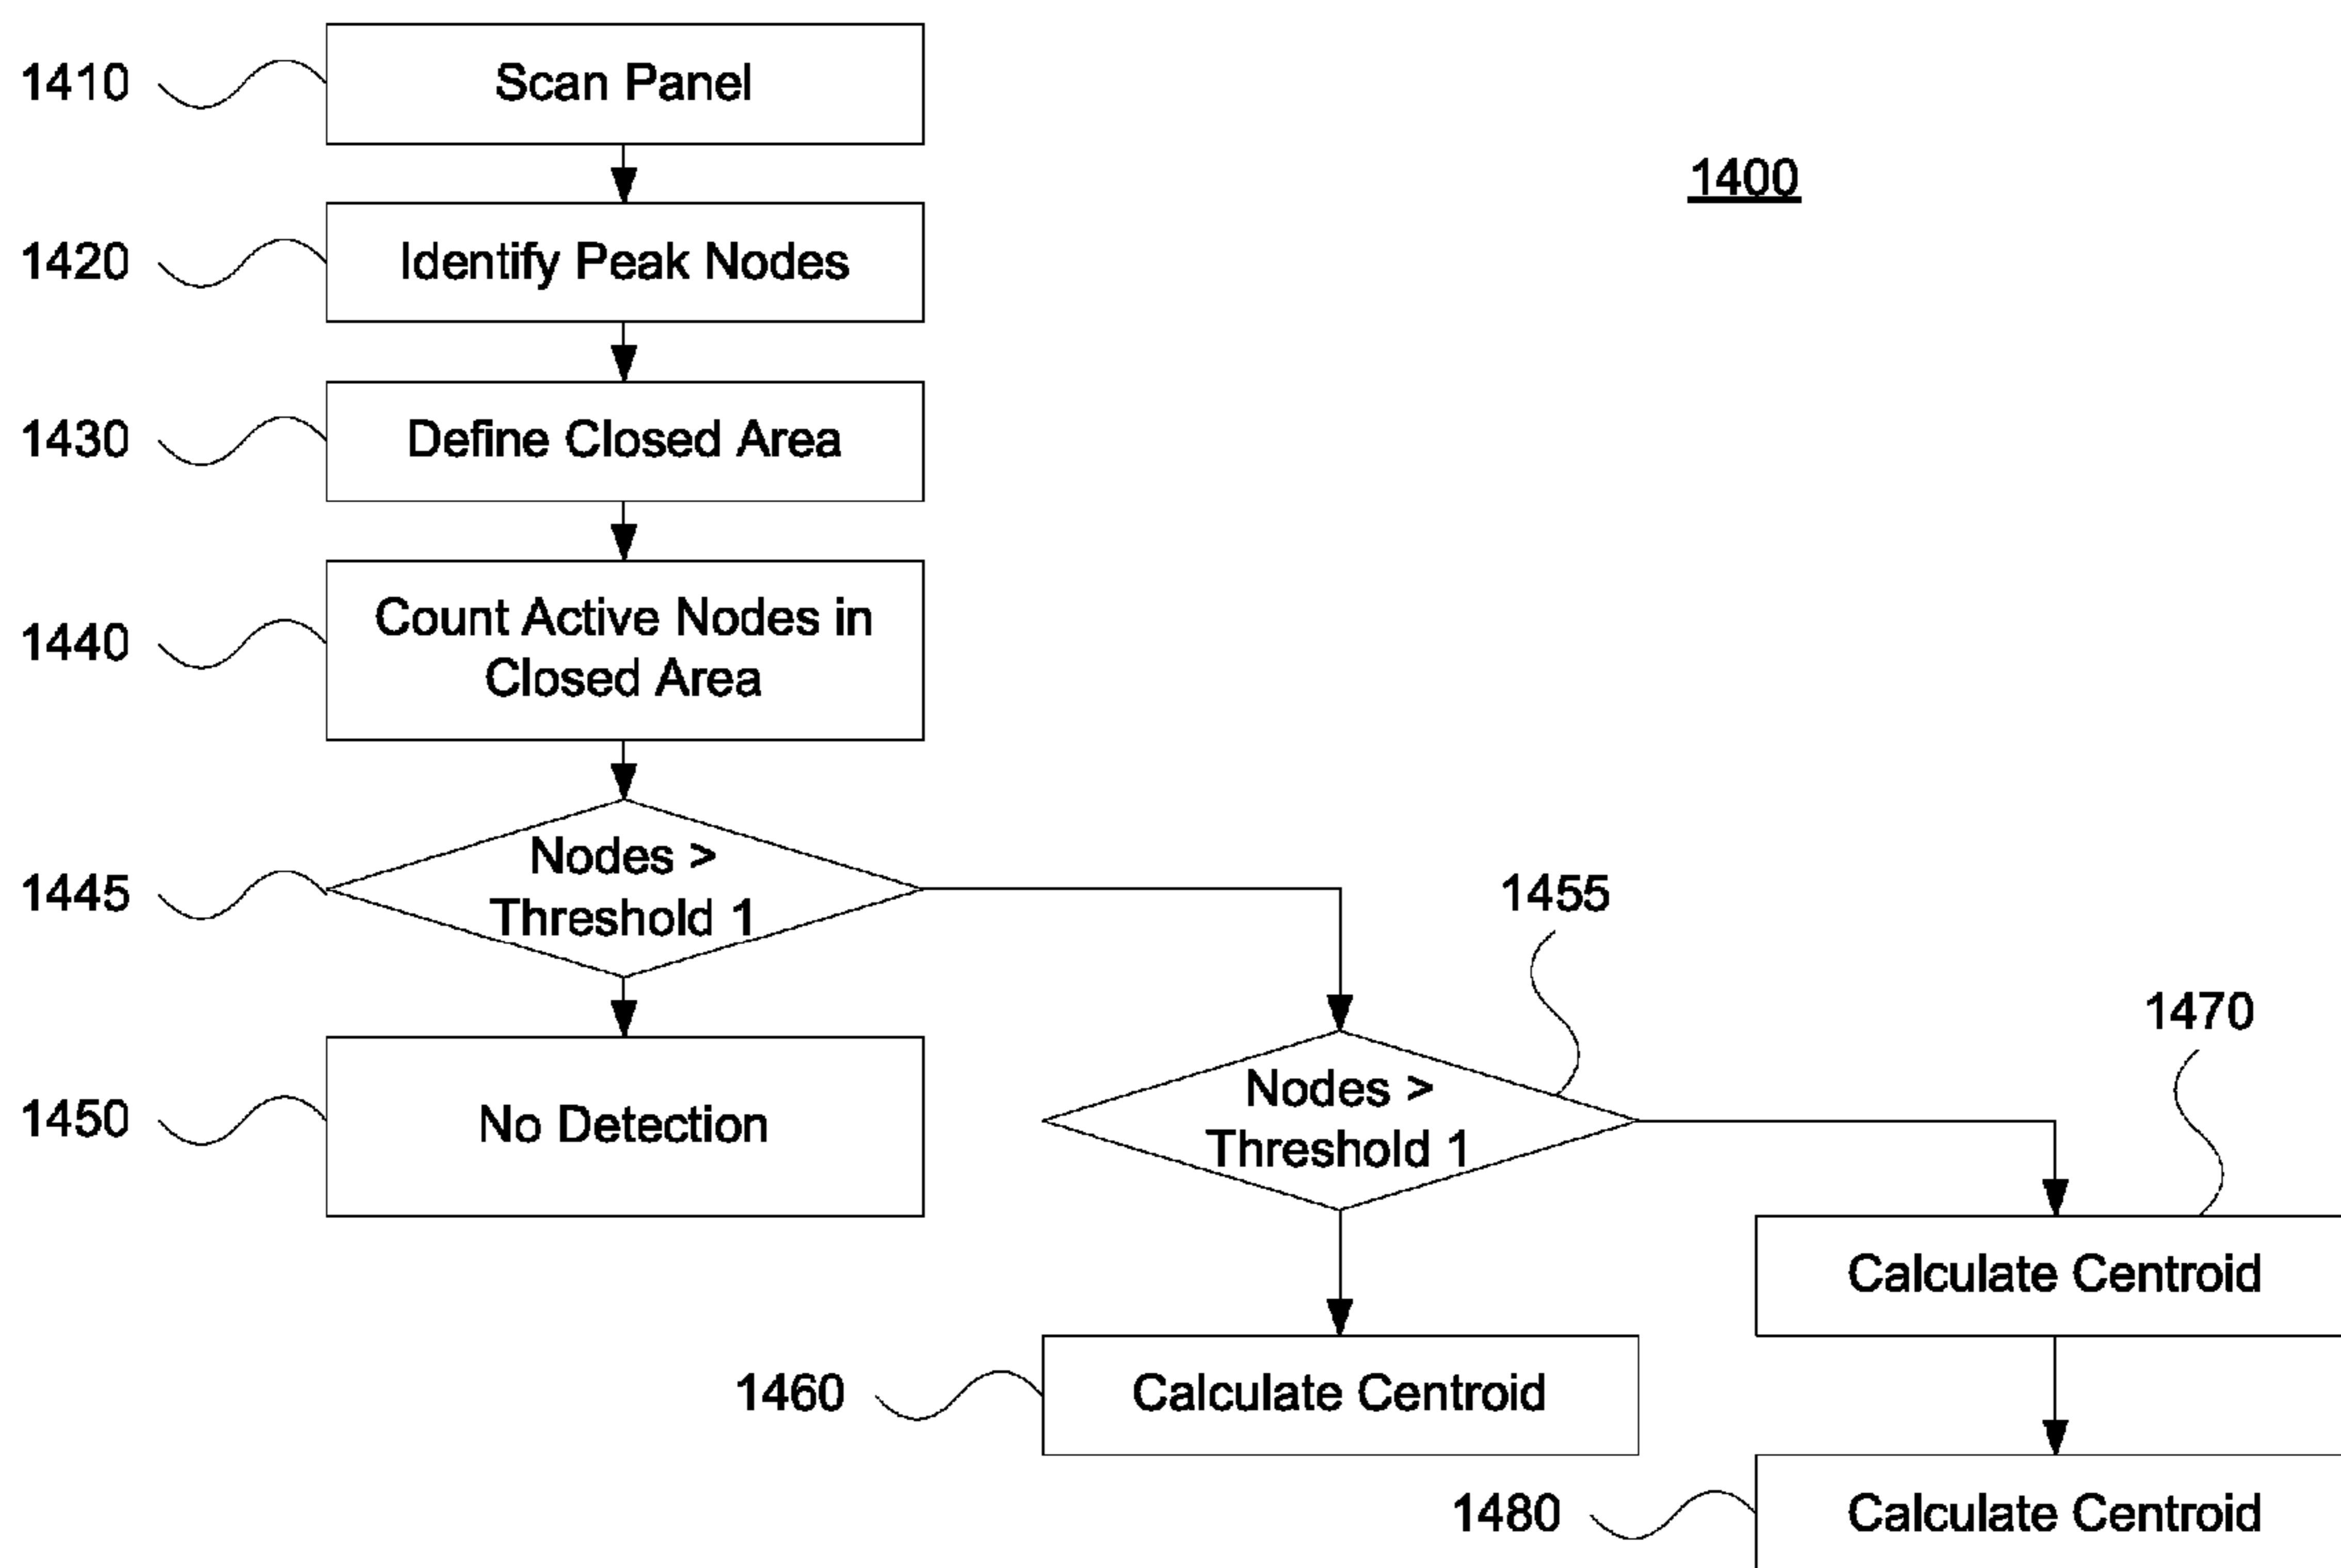 1410
Scan Panel
1400
1420
Identify Peak Nodes
1430
Define Closed Area
1440
Count Active Nodes in
Closed Area
1445
Nodes >
Threshold 1
1455
1470
1450
No Detection
Nodes >
Threshold 1
Calculate Centroid
1460
Calculate Centroid
1480
Calculate Centroid